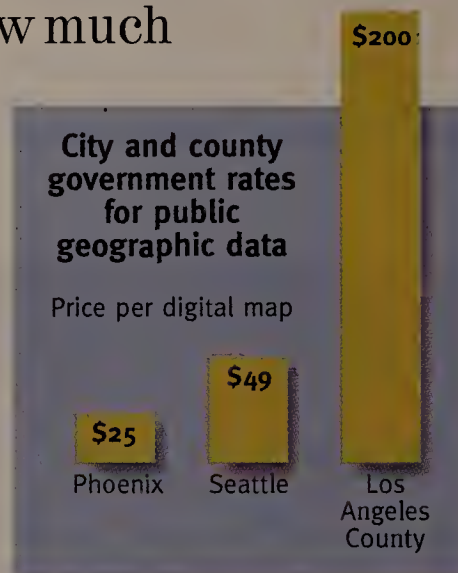 w much
$200
City and county
government rates
for public
geographic data
Price per digital map
$49
$25
Phoenix
Seattle
Los
Angeles
County